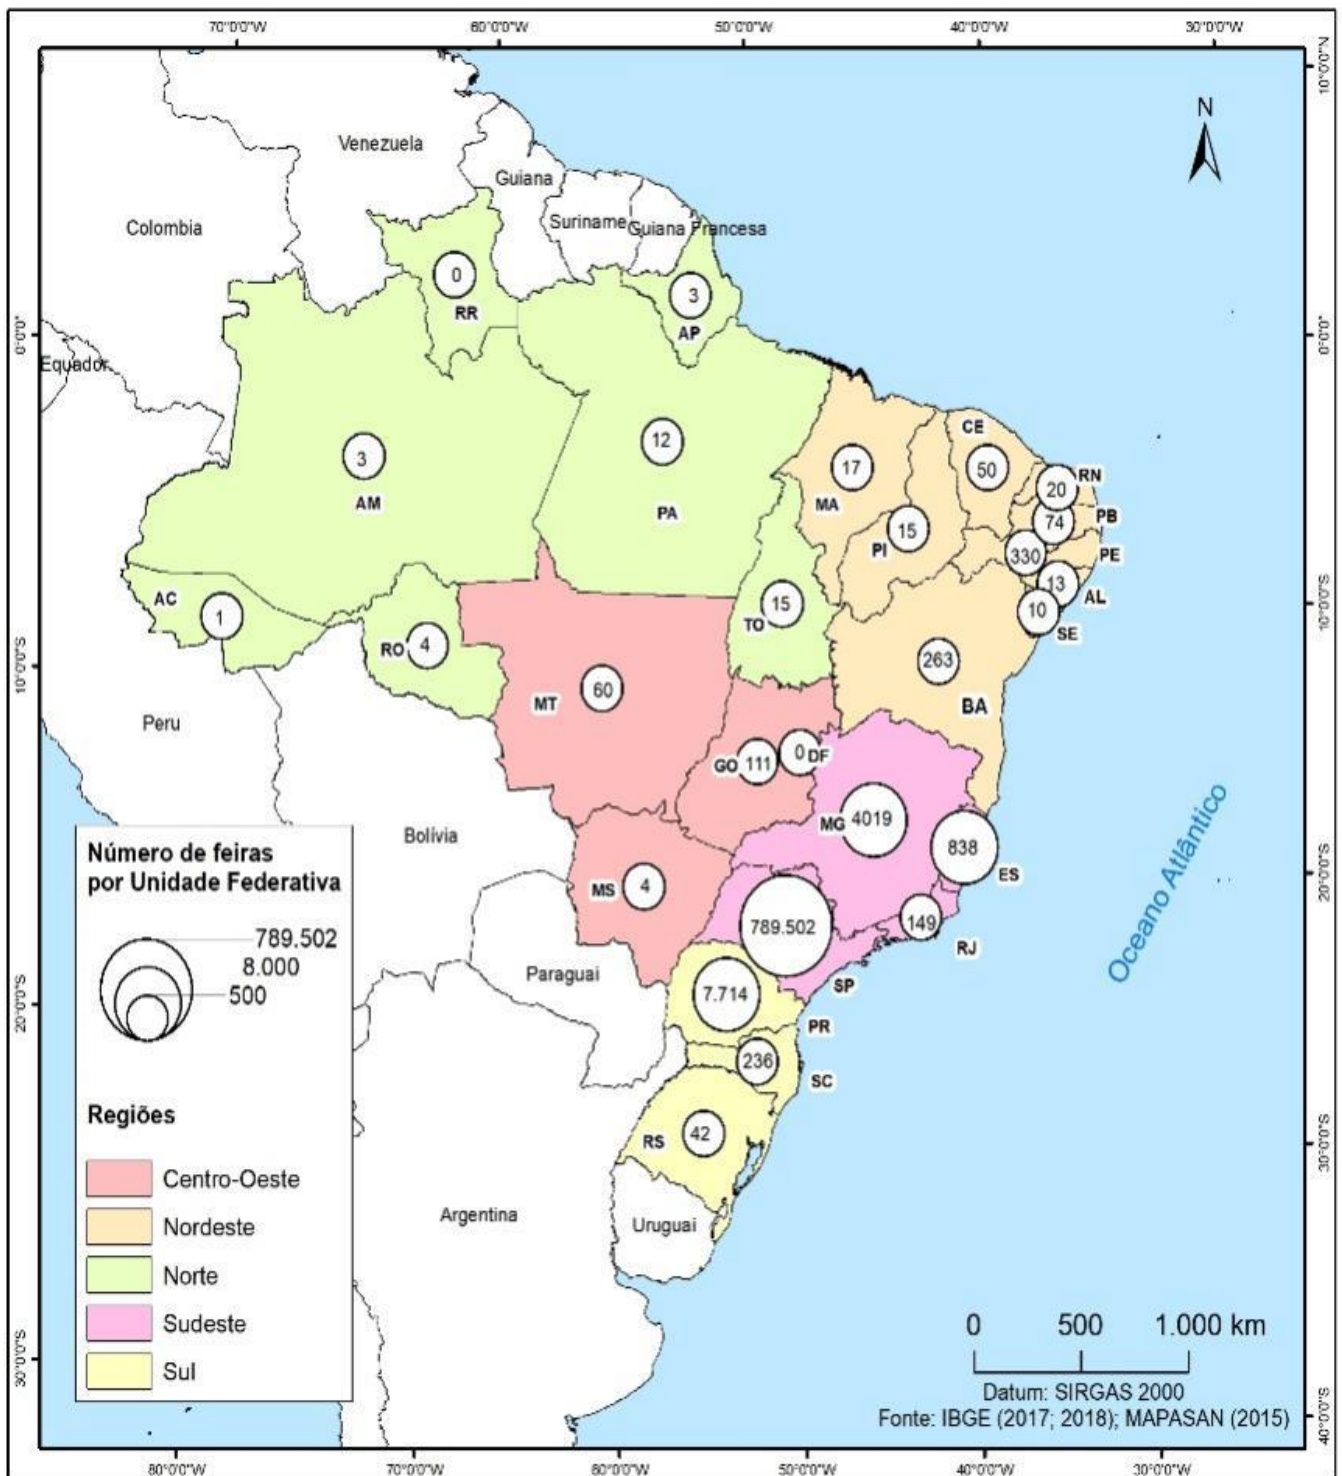 70°0'0"W 60°0'0"W 50°0'0"W 40°0'0"W 30°0'0"W
10°0'0"N
N
Venezuela
Guiana
Colombia
Suriname
Guiana Francesa
0
RR
3
AP
0°0'0"
0°0'0"
Equador
CE
12
17
50
3
RN
20
AM
MA
PA
PB
74
15
PI
PE
330
13
AL
AC
15
10°0'0"S
1
10
TO
SE
RO
4
263
10°0'0"S
60
MT
BA
Peru
0
DF
GO
111
4019
MG
Bolívia
838
ES
20°0'0"S
MS
4
149
789.502
RJ
Paraguai
SP
7.714
20°0'0"S
PR
236
SC
42
RS
30°0'0"S
Argentina
Uruguai
Oceano Atlântico
Número de feiras
por Unidade Federativa
789.502
8.000
500
Regiões
Centro-Oeste
Nordeste
Norte
Sudeste
Sul
0 500 1.000 km
Datum: SIRGAS 2000
Fonte: IBGE (2017; 2018); MAPASAN (2015)
30°0'0"S
40°0'0"S
80°0'0"W 70°0'0"W 60°0'0"W 50°0'0"W 40°0'0"W 30°0'0"W